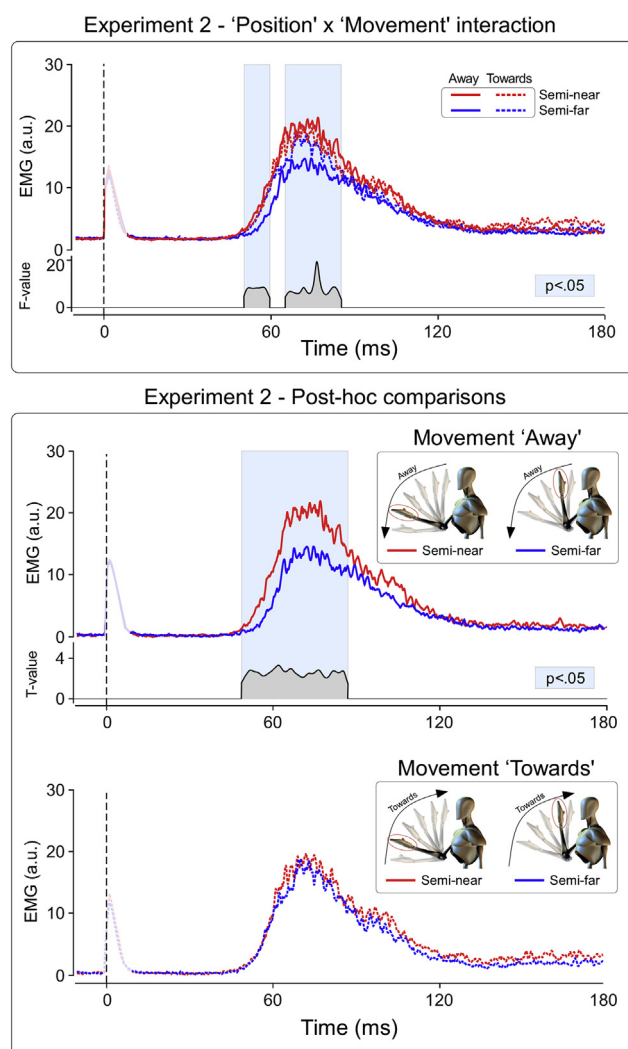 Experiment 2 - 'Position' x 'Movement' interaction
30
Away Towards
Semi-near
Semi-far
EMG (a.u.)
20
10
0
F-value
20
0
p<.05
0
60
120
180
Time (ms)
Experiment 2 - Post-hoc comparisons
30
Movement ‘Away'
Away
Away
Semi-near
Semi-far
EMG (a.u.)
20
10
0
T-value
4
0
p<.05
0
60
120
180
Movement ‘Towards'
30
Towards
Towards
Semi-near
Semi-far
EMG (a.u.)
20
10
0
0
60
120
180
Time (ms)